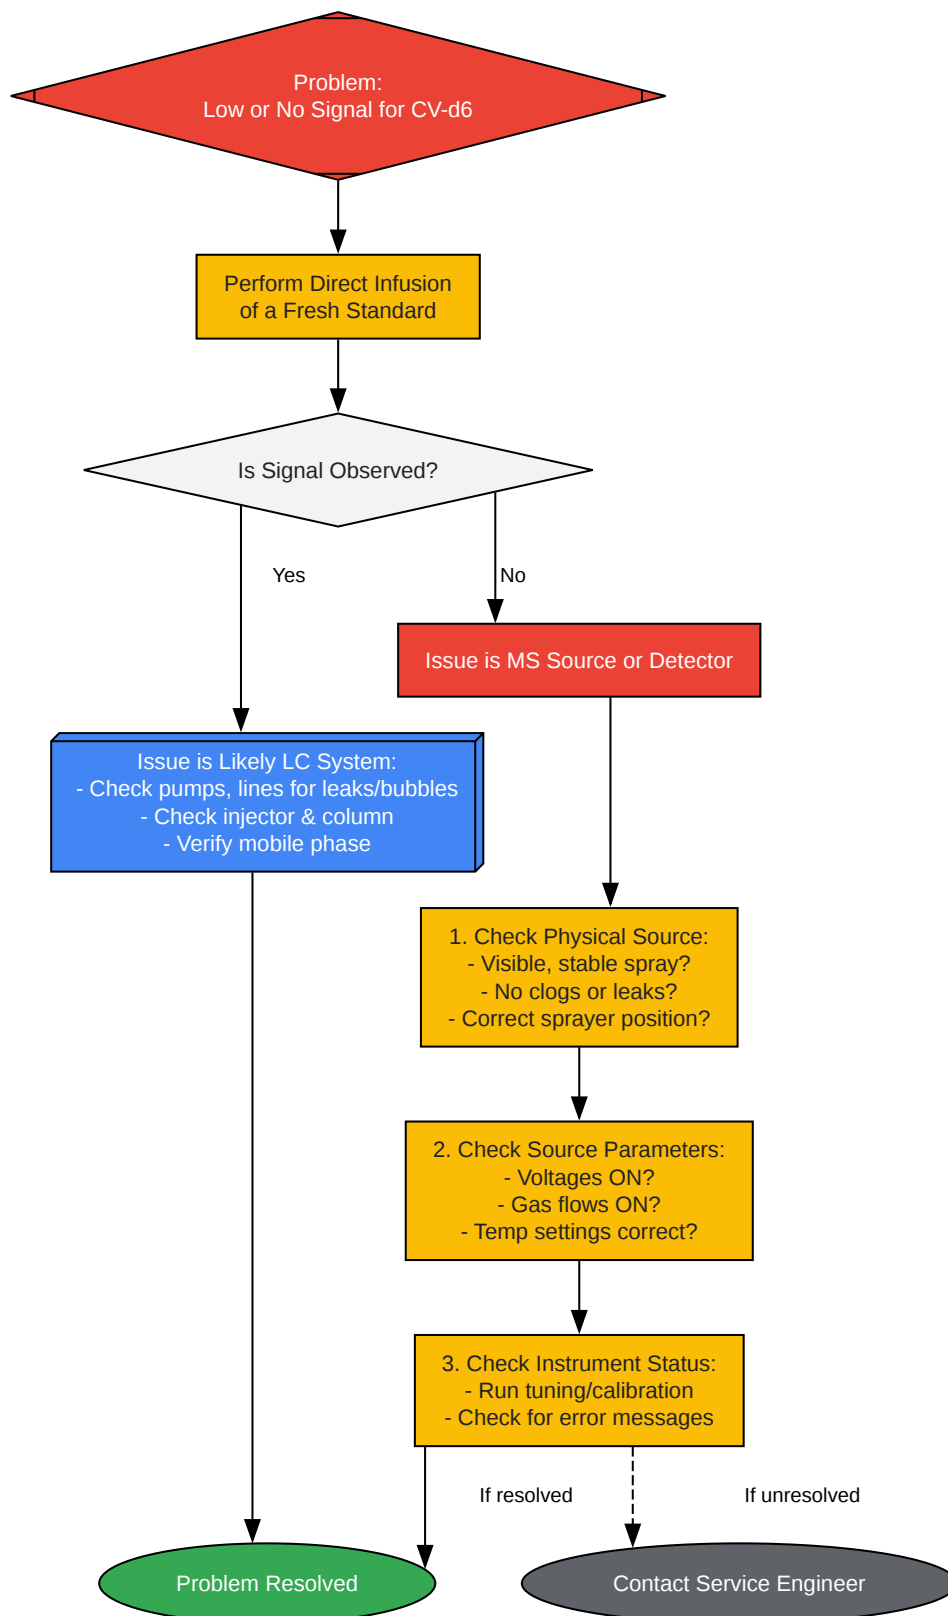 Problem:
Low or No Signal for CV-d6
Perform Direct Infusion
of a Fresh Standard
Is Signal Observed?
Yes
No
Issue is MS Source or Detector
Issue is Likely LC System:
- Check pumps, lines for leaks/bubbles
- Check injector & column
- Verify mobile phase
1. Check Physical Source:
- Visible, stable spray?
- No clogs or leaks?
- Correct sprayer position?
2. Check Source Parameters:
- Voltages ON?
- Gas flows ON?
- Temp settings correct?
3. Check Instrument Status:
- Run tuning/calibration
- Check for error messages
If resolved
If unresolved
Problem Resolved
Contact Service Engineer